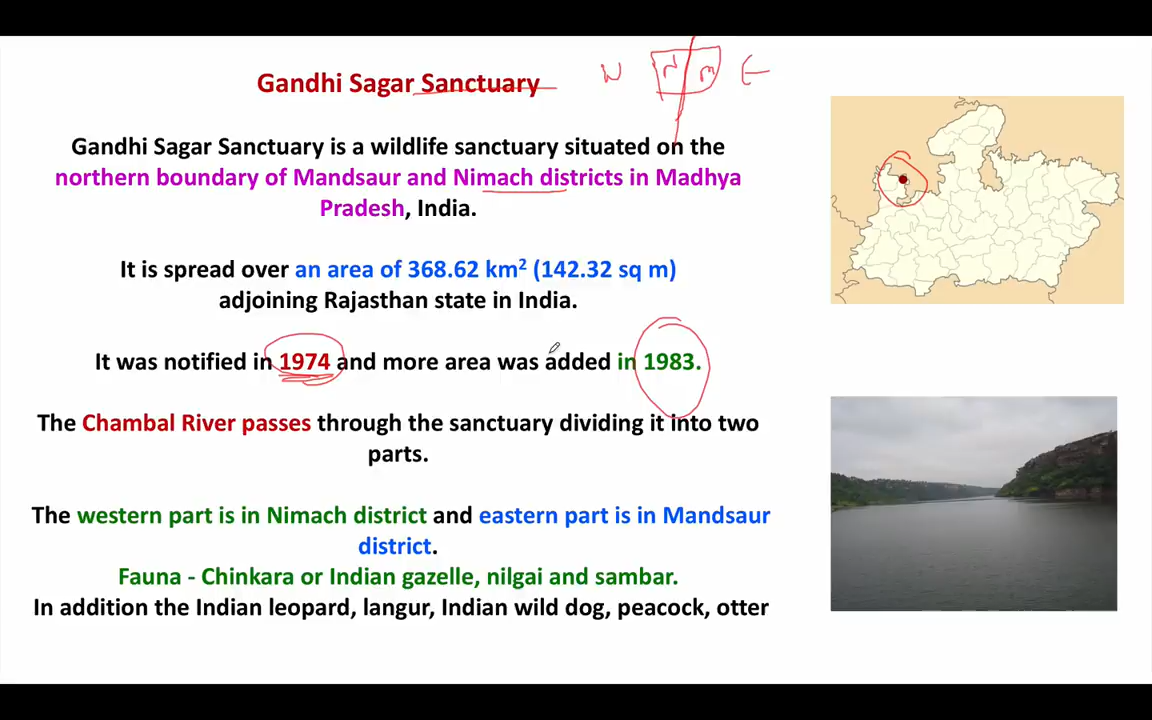 Gandhi Sagar Sanctuary
W N M E
Gandhi Sagar Sanctuary is a wildlife sanctuary situated on the
northern boundary of Mandsaur and Nimach districts in Madhya
Pradesh, India.
It is spread over an area of 368.62 km² (142.32 sq m)
adjoining Rajasthan state in India.
It was notified in 1974 and more area was added in 1983.
The Chambal River passes through the sanctuary dividing it into two
parts.
The western part is in Nimach district and eastern part is in Mandsaur
district.
Fauna - Chinkara or Indian gazelle, nilgai and sambar.
In addition the Indian leopard, langur, Indian wild dog, peacock, otter